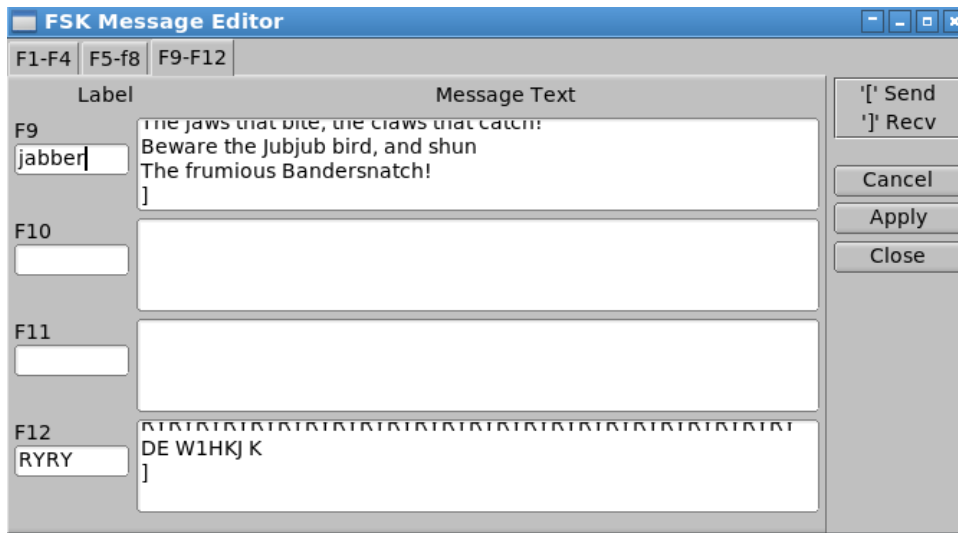 FSK Message Editor
F1-F4 F5-f8 F9-F12
Label Message Text
'[' Send
']' Recv
F9
jabber
The jaws that bite, the claws that catch!
Beware the Jubjub bird, and shun
The frumious Bandersnatch!
]
Cancel
Apply
Close
F10
F11
F12
RYRY
DE W1HKJ K
]